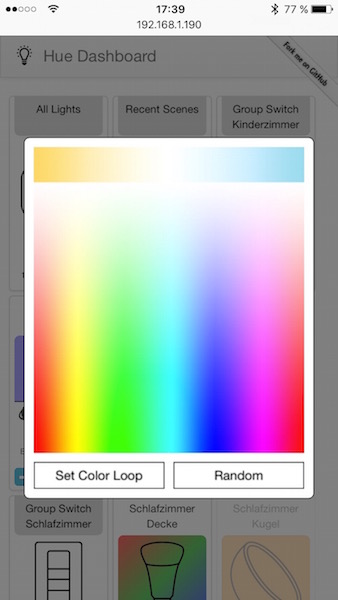 17:39
77 %
192.168.1.190
Hue Dashboard
Fork me on GitHub
All Lights
Recent Scenes
Group Switch
Kinderzimmer
Set Color Loop
Random
Group Switch
Schlafzimmer
Schlafzimmer
Decke
Schlafzimmer
Kugel